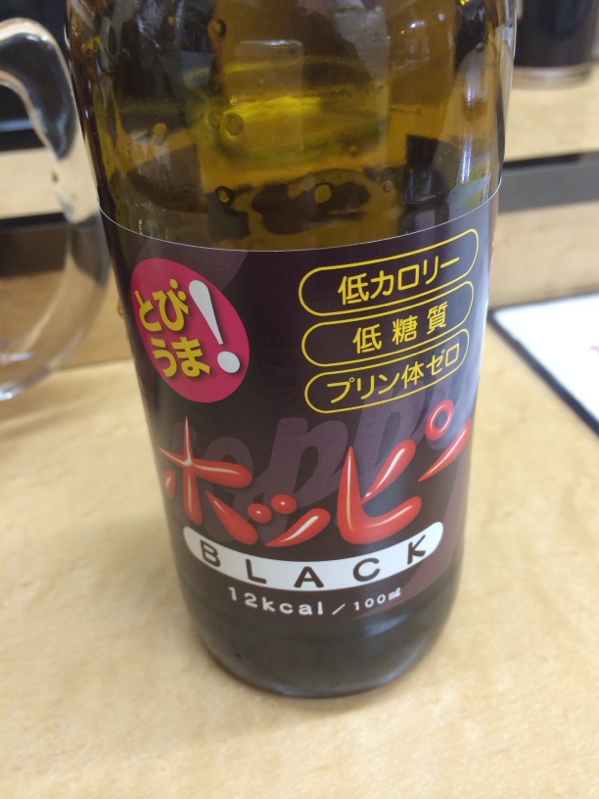 とび
うま!
低カロリー
低糖質
プリン体ゼロ
ホッピン
BLACK
12kcal/100㎖